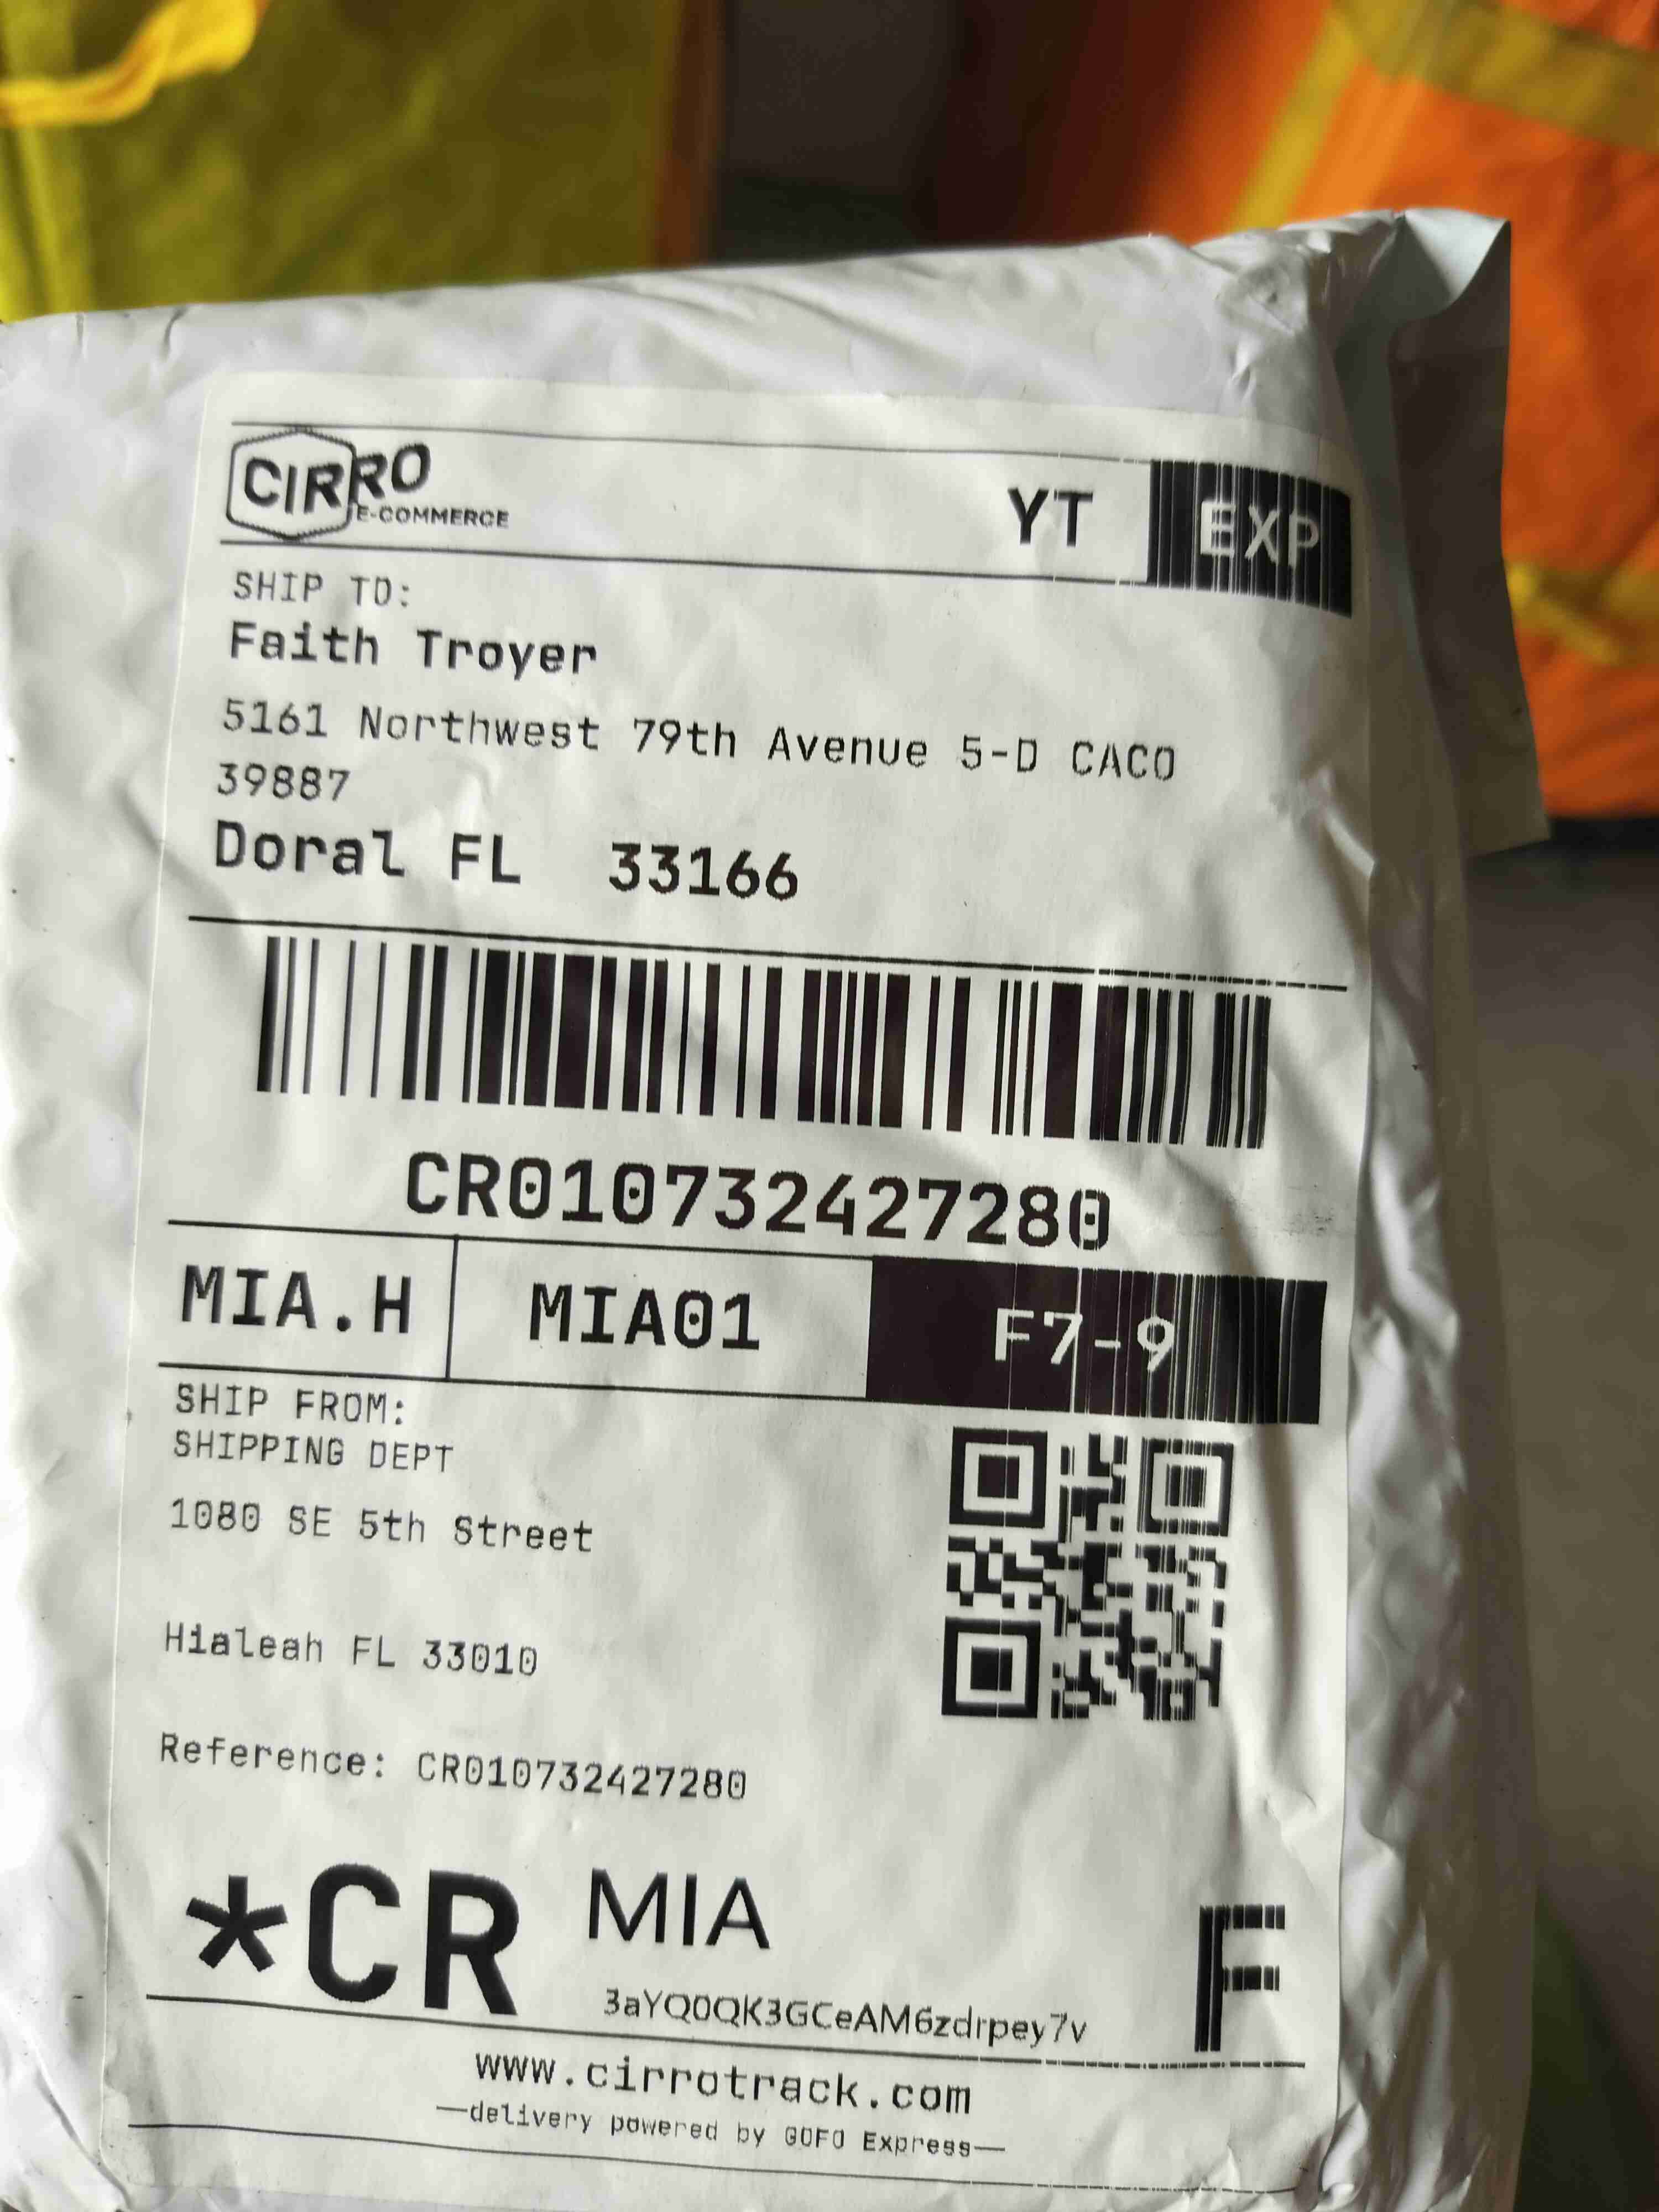 CIRRO
E-COMMERCE
YT
EXP
SHIP TO:
Faith Troyer
5161 Northwest 79th Avenue 5-D CACO
39887
Doral FL 33166
CR010732427280
MIA.H
MIA01
F7-9
SHIP FROM:
SHIPPING DEPT
1080 SE 5th Street
Hialeah FL 33010
Reference: CR010732427280
*CR
MIA
F
3aYQ0QK3GCeAM6zdrpey7v
www.cirrotrack.com
—delivery powered by GOFO Express—